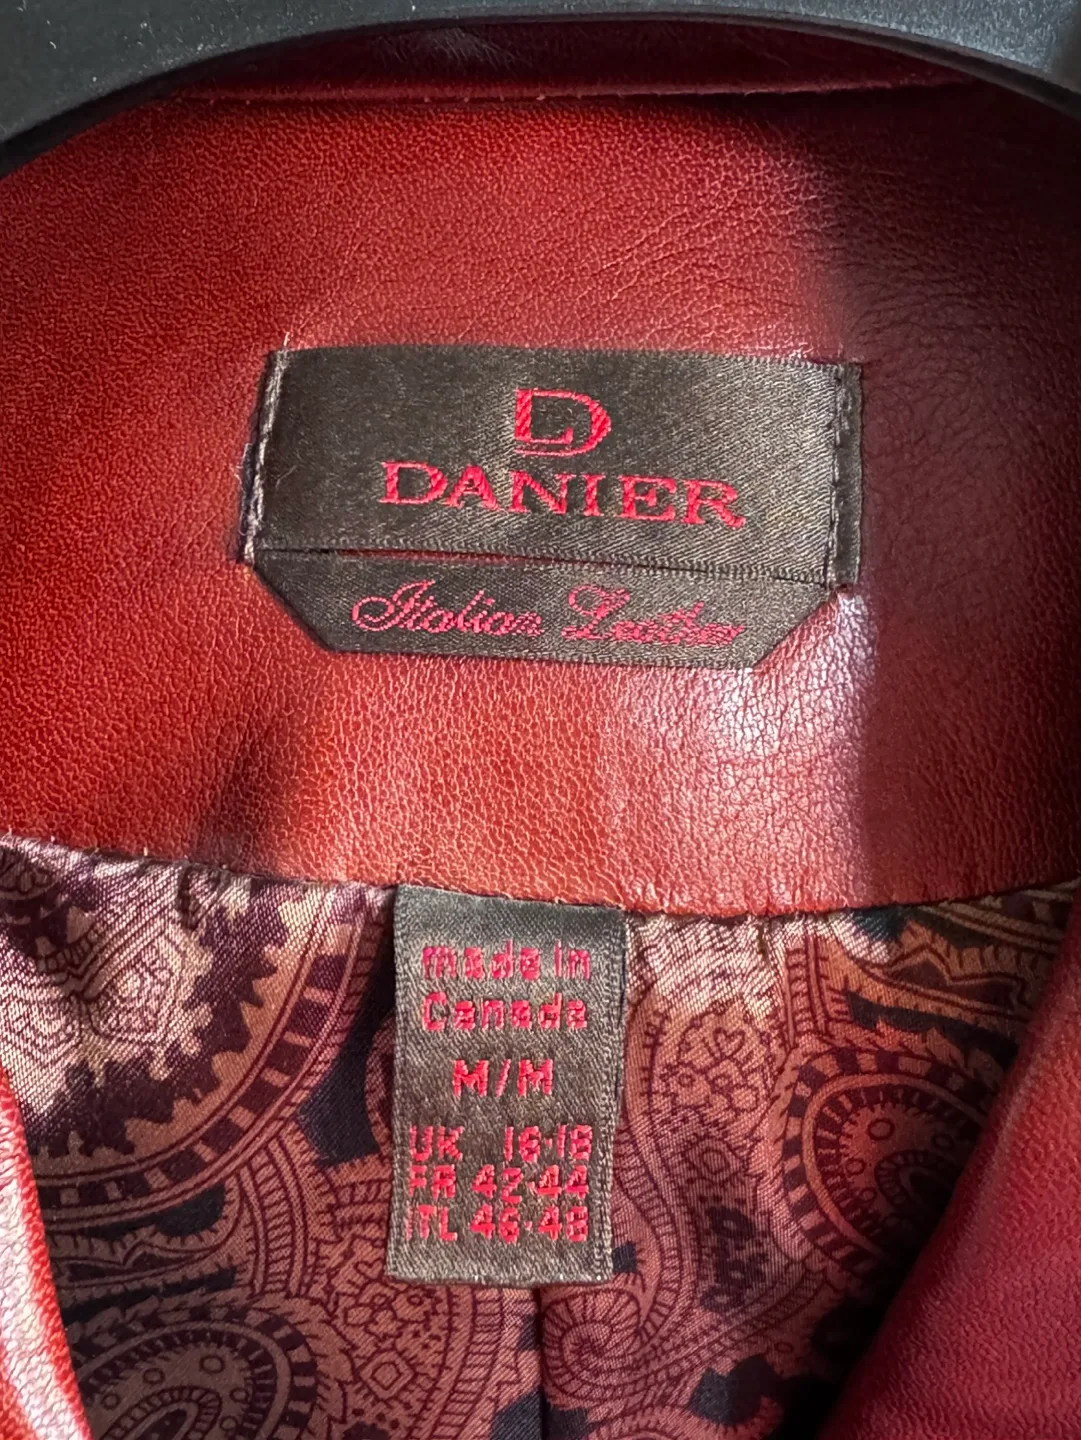 D
DANIER
Italian Leather
made in
Canada
M/M
UK 16-18
FR 42-44
ITL 46-48